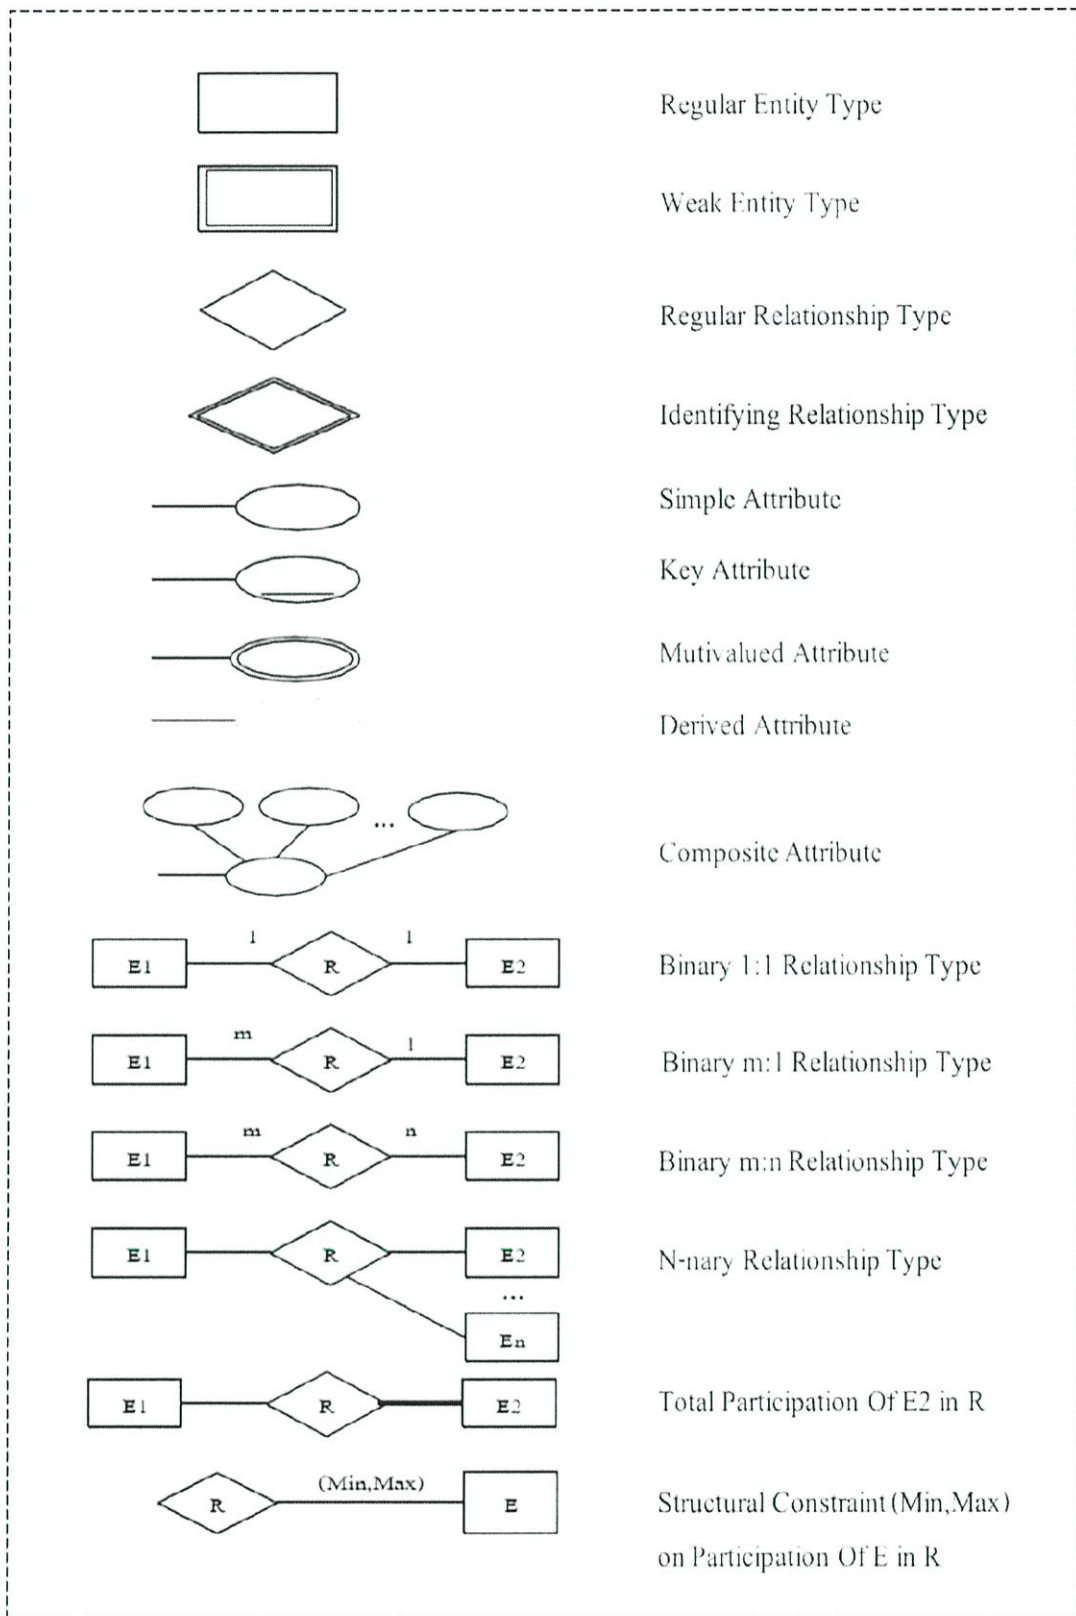 Regular Entity Type
Weak Entity Type
Regular Relationship Type
Identifying Relationship Type
Simple Attribute
Key Attribute
Mutivalued Attribute
Derived Attribute
...
Composite Attribute
E1 1 R 1 E2 Binary 1:1 Relationship Type
E1 m R 1 E2 Binary m:1 Relationship Type
E1 m R n E2 Binary m:n Relationship Type
E1 R E2 N-nary Relationship Type
...
En
E1 R E2 Total Participation Of E2 in R
R (Min,Max) E Structural Constraint (Min,Max)
on Participation Of E in R